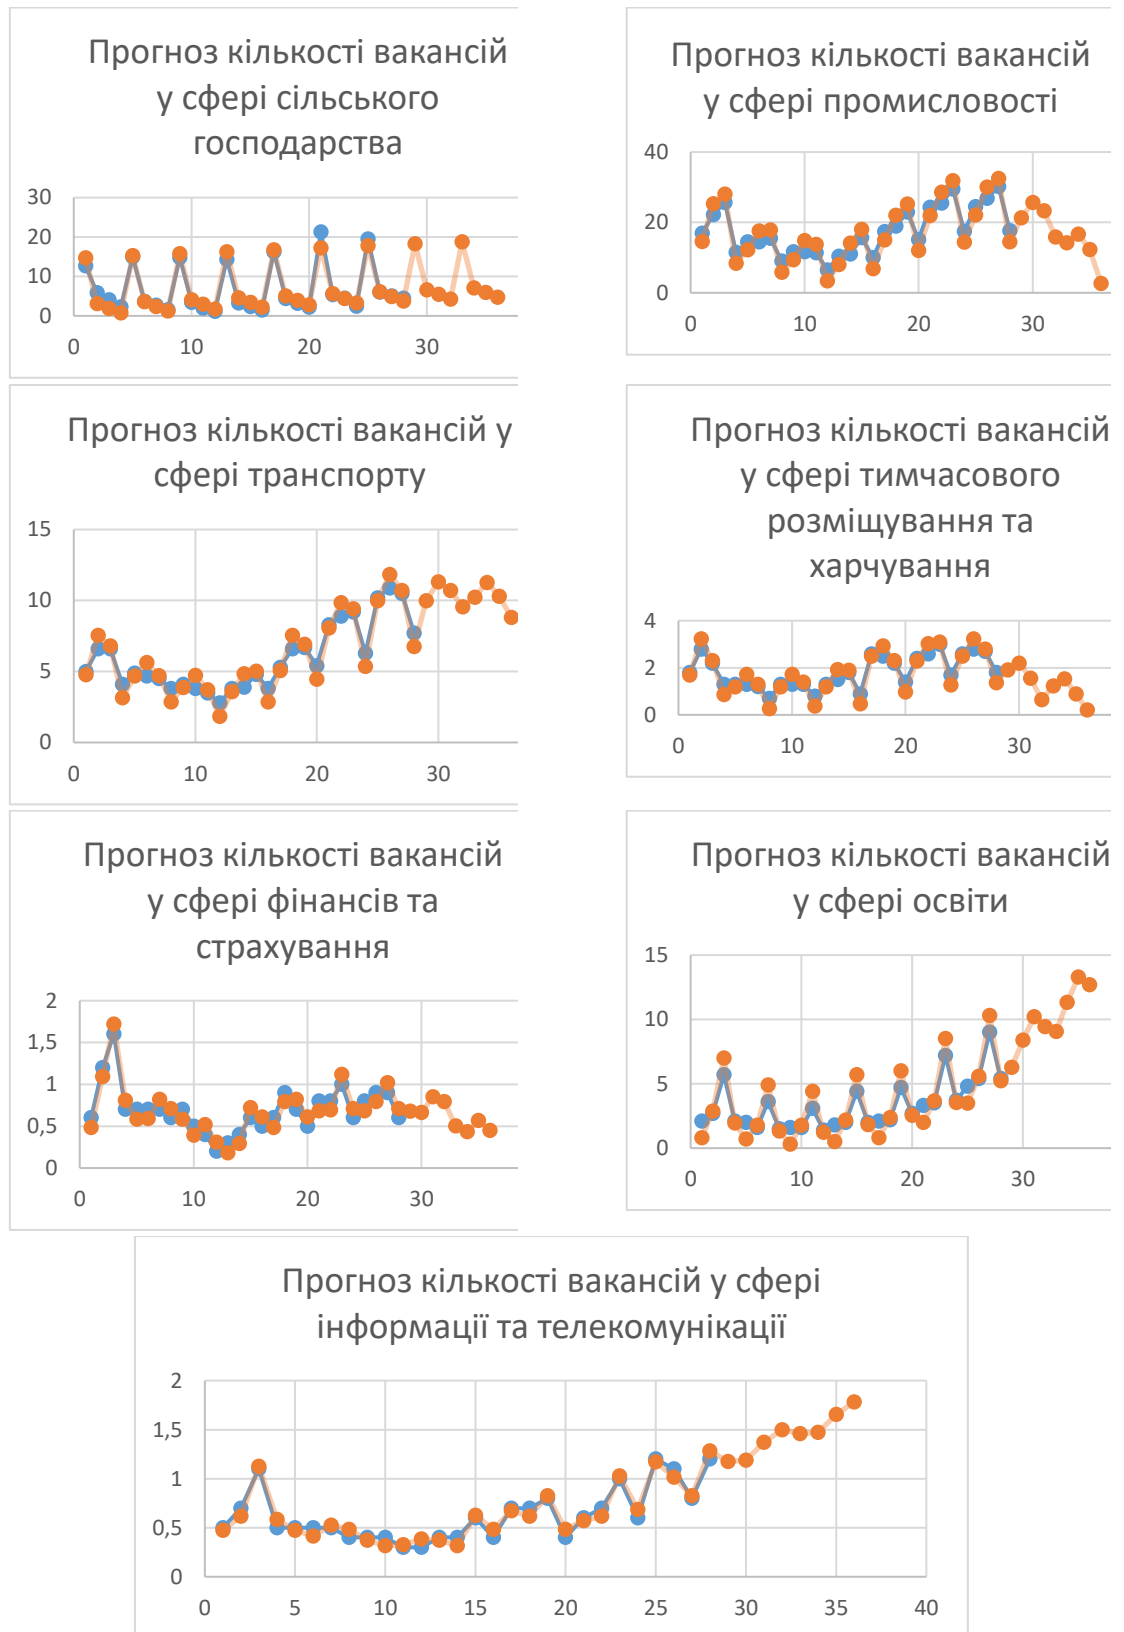 Прогноз кількості вакансій
у сфері сільського
господарства
30
20
10
0
0 10 20 30
Прогноз кількості вакансій
у сфері промисловості
40
20
0
0 10 20 30
Прогноз кількості вакансій у
сфері транспорту
15
10
5
0
0 10 20 30
Прогноз кількості вакансій
у сфері тимчасового
розміщування та
харчування
4
2
0
0 10 20 30
Прогноз кількості вакансій
у сфері фінансів та
страхування
2
1,5
1
0,5
0
0 10 20 30
Прогноз кількості вакансій
у сфері освіти
15
10
5
0
0 10 20 30
Прогноз кількості вакансій у сфері
інформації та телекомунікації
2
1,5
1
0,5
0
0 5 10 15 20 25 30 35 40